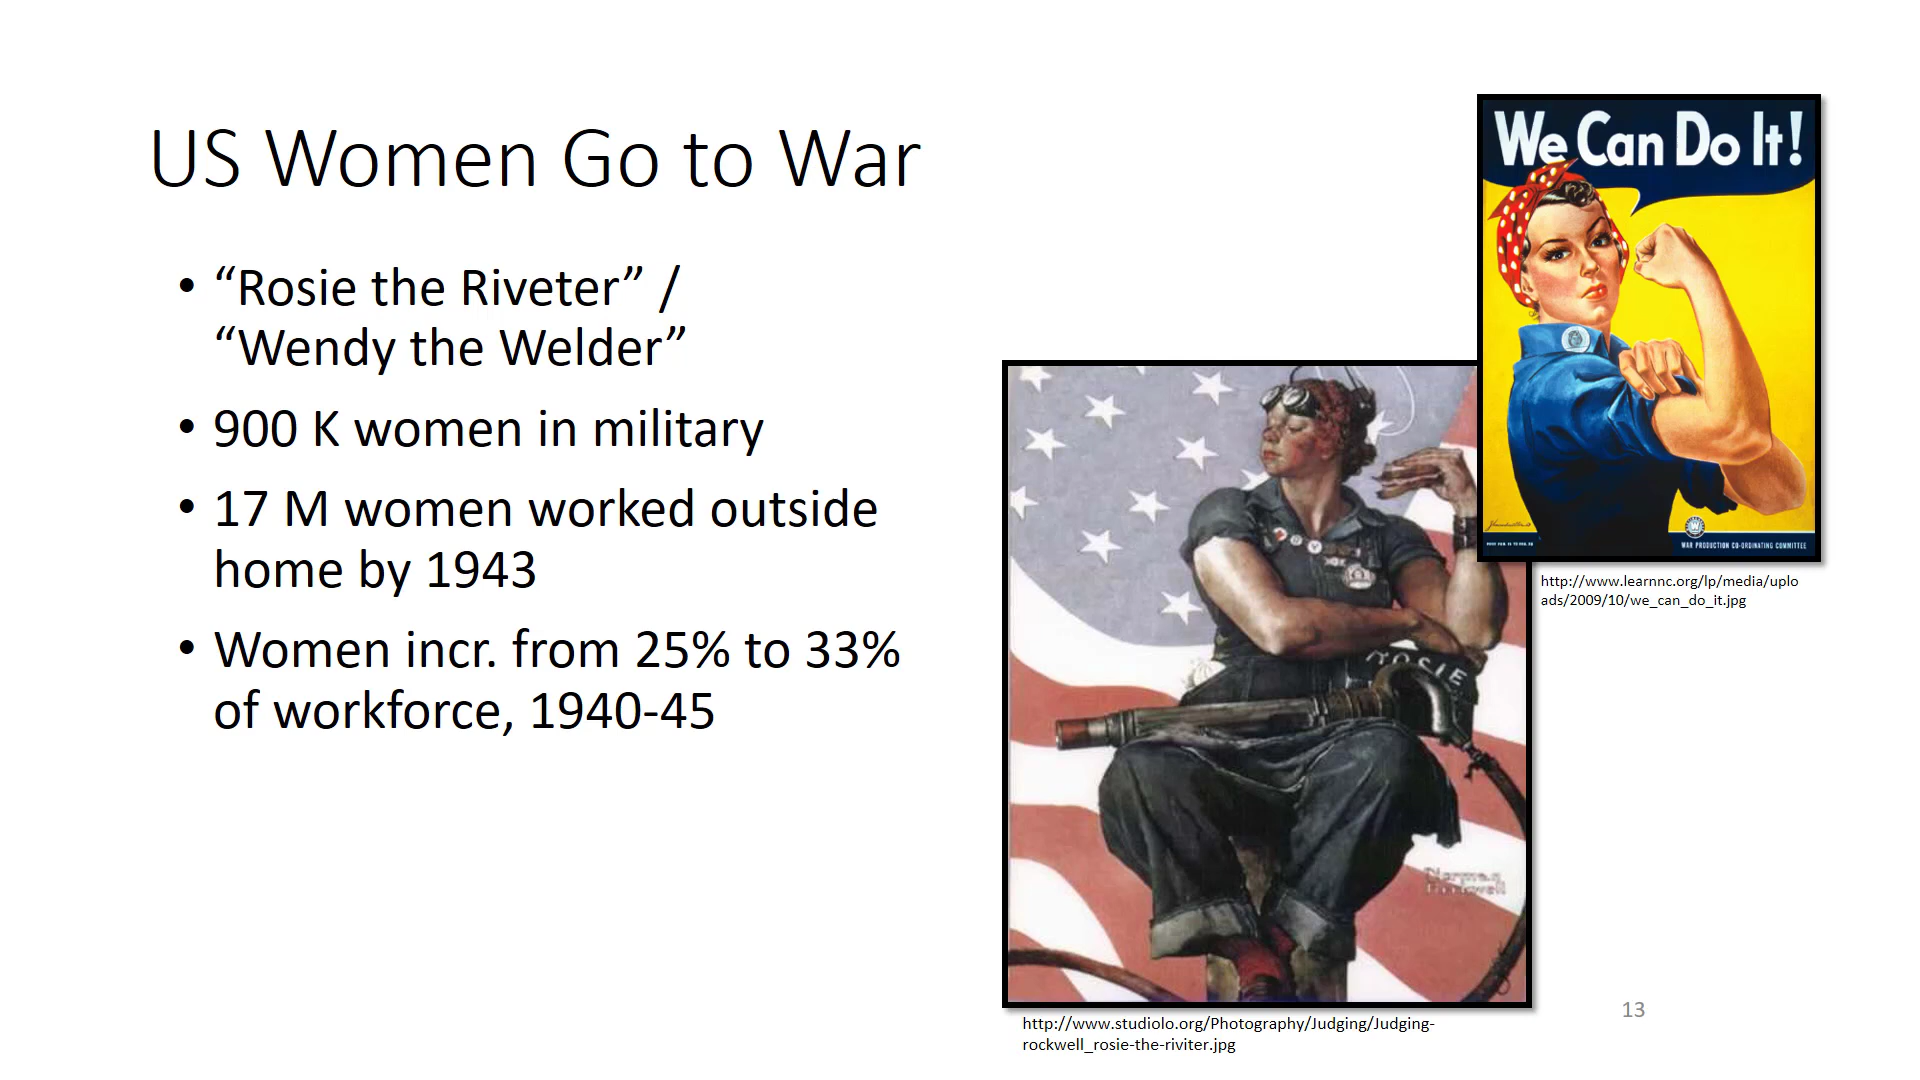 US Women Go to War
• “Rosie the Riveter” /
“Wendy the Welder”
• 900 K women in military
• 17 M women worked outside
home by 1943
• Women incr. from 25% to 33%
of workforce, 1940-45
We Can Do It!
WAR PRODUCTION CO-ORDINATING COMMITTEE
http://www.learnnc.org/lp/media/uplo
ads/2009/10/we_can_do_it.jpg
ROSIE
Norman
Rockwell
http://www.studiolo.org/Photography/Judging/Judging-
rockwell_rosie-the-riviter.jpg
13